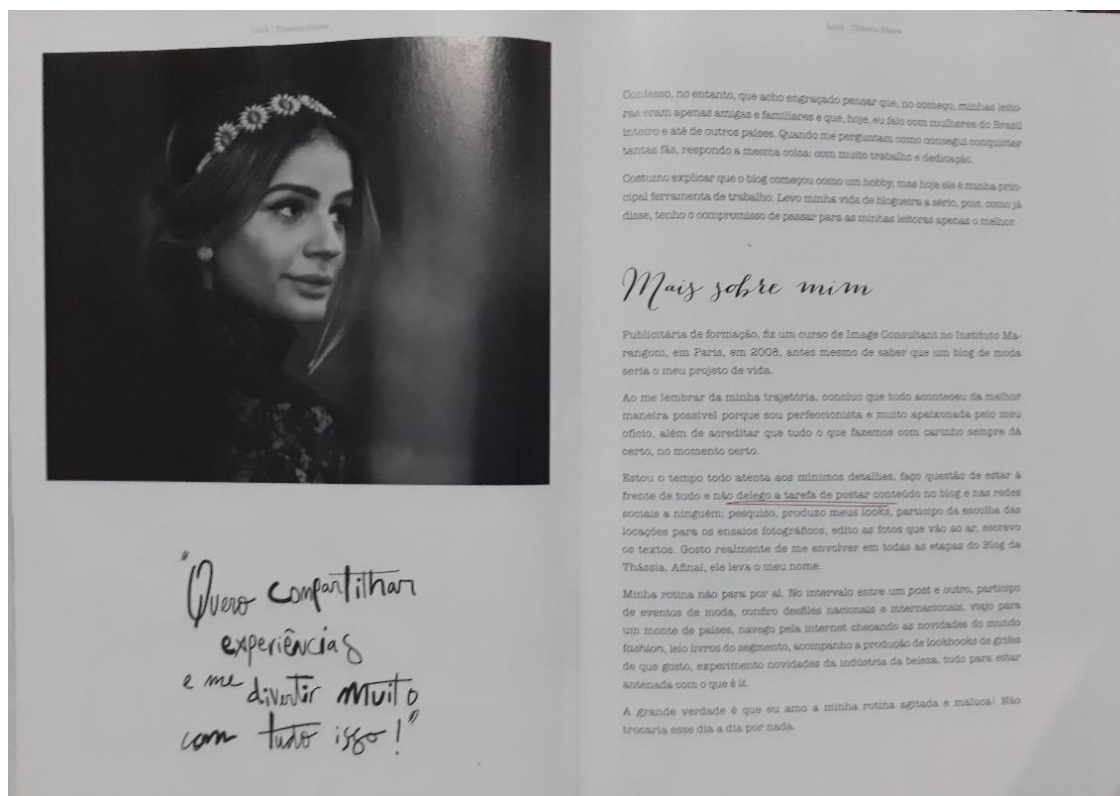 Look - Thássia Naves
"Quero compartilhar
experiências
e me divertir muito
com tudo isso!"
Look - Thássia Naves
Confesso, no entanto, que acho engraçado pensar que, no começo, minhas leito-
ras eram apenas amigas e familiares e que, hoje, eu falo com mulheres do Brasil
inteiro e até de outros países. Quando me perguntam como consegui conquistar
tantas fãs, respondo a mesma coisa: com muito trabalho e dedicação.
Costumo explicar que o blog começou como um hobby, mas hoje ele é minha prin-
cipal ferramenta de trabalho. Levo minha vida de blogueira a sério, pois, como já
disse, tenho o compromisso de passar para as minhas leitoras apenas o melhor.
Mais sobre mim
Publicitária de formação, fiz um curso de Image Consultant no Instituto Ma-
rangoni, em Paris, em 2008, antes mesmo de saber que um blog de moda
seria o meu projeto de vida.
Ao me lembrar da minha trajetória, concluo que tudo aconteceu da melhor
maneira possível porque sou perfeccionista e muito apaixonada pelo meu
ofício, além de acreditar que tudo o que fazemos com carinho sempre dá
certo, no momento certo.
Estou o tempo todo atenta aos mínimos detalhes, faço questão de estar à
frente de tudo e não delego a tarefa de postar conteúdo no blog e nas redes
sociais a ninguém: pesquiso, produzo meus looks, participo da escolha das
locações para os ensaios fotográficos, edito as fotos que vão ao ar, escrevo
os textos. Gosto realmente de me envolver em todas as etapas do Blog da
Thássia. Afinal, ele leva o meu nome.
Minha rotina não para por aí. No intervalo entre um post e outro, participo
de eventos de moda, confiro desfiles nacionais e internacionais, viajo para
um monte de países, navego pela internet checando as novidades do mundo
fashion, leio livros do segmento, acompanho a produção de lookbooks de grifes
de que gosto, experimento novidades da indústria da beleza, tudo para estar
antenada com o que é it.
A grande verdade é que eu amo a minha rotina agitada e maluca! Não
trocaria esse dia a dia por nada.